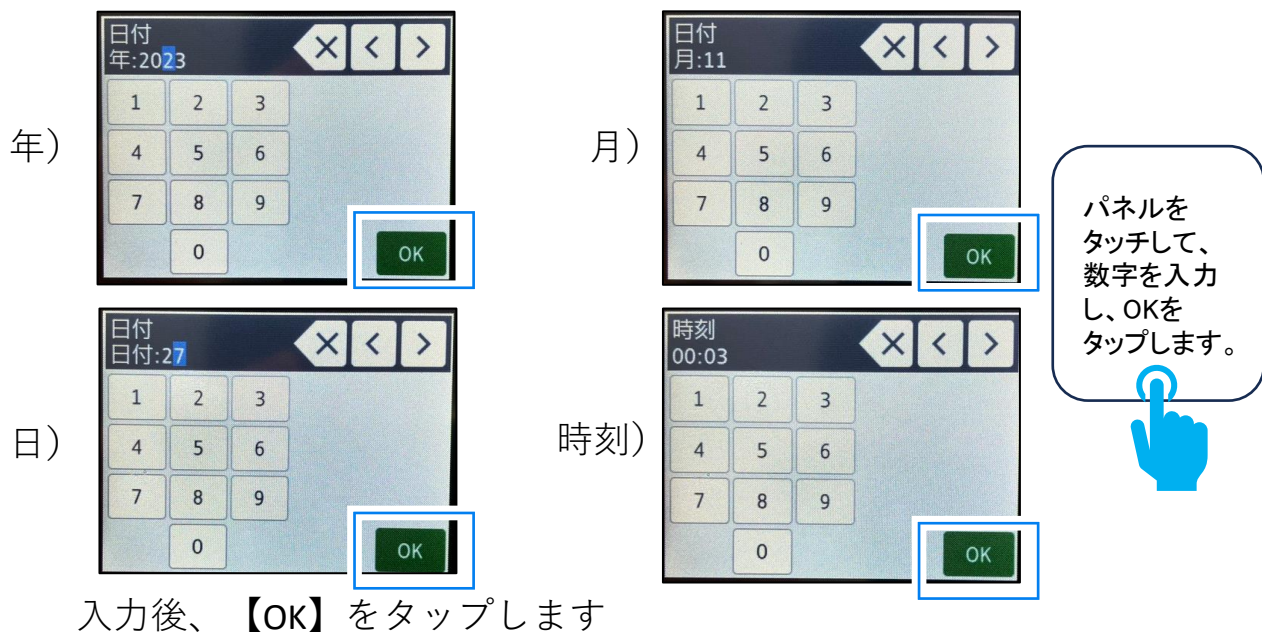 年)
日付
年:2023
1 2 3
4 5 6
7 8 9
0
OK
月)
日付
月:11
1 2 3
4 5 6
7 8 9
0
OK
日)
日付
日付:27
1 2 3
4 5 6
7 8 9
0
OK
時刻)
時刻
00:03
1 2 3
4 5 6
7 8 9
0
OK
パネルを
タッチして、
数字を入力
し、OKを
タップします。
入力後、【OK】をタップします